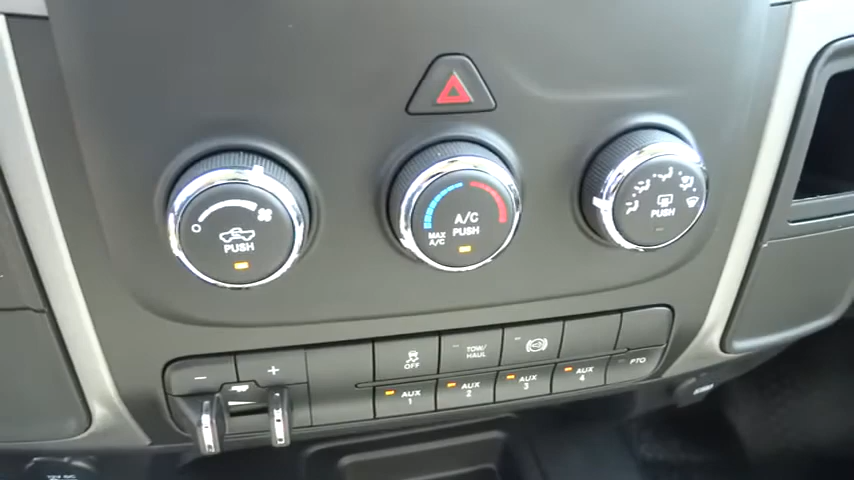 PUSH
MAX
A/C
A/C
PUSH
PUSH
OFF
TOW/
HAUL
AUX
1
AUX
2
AUX
3
AUX
4
PTO